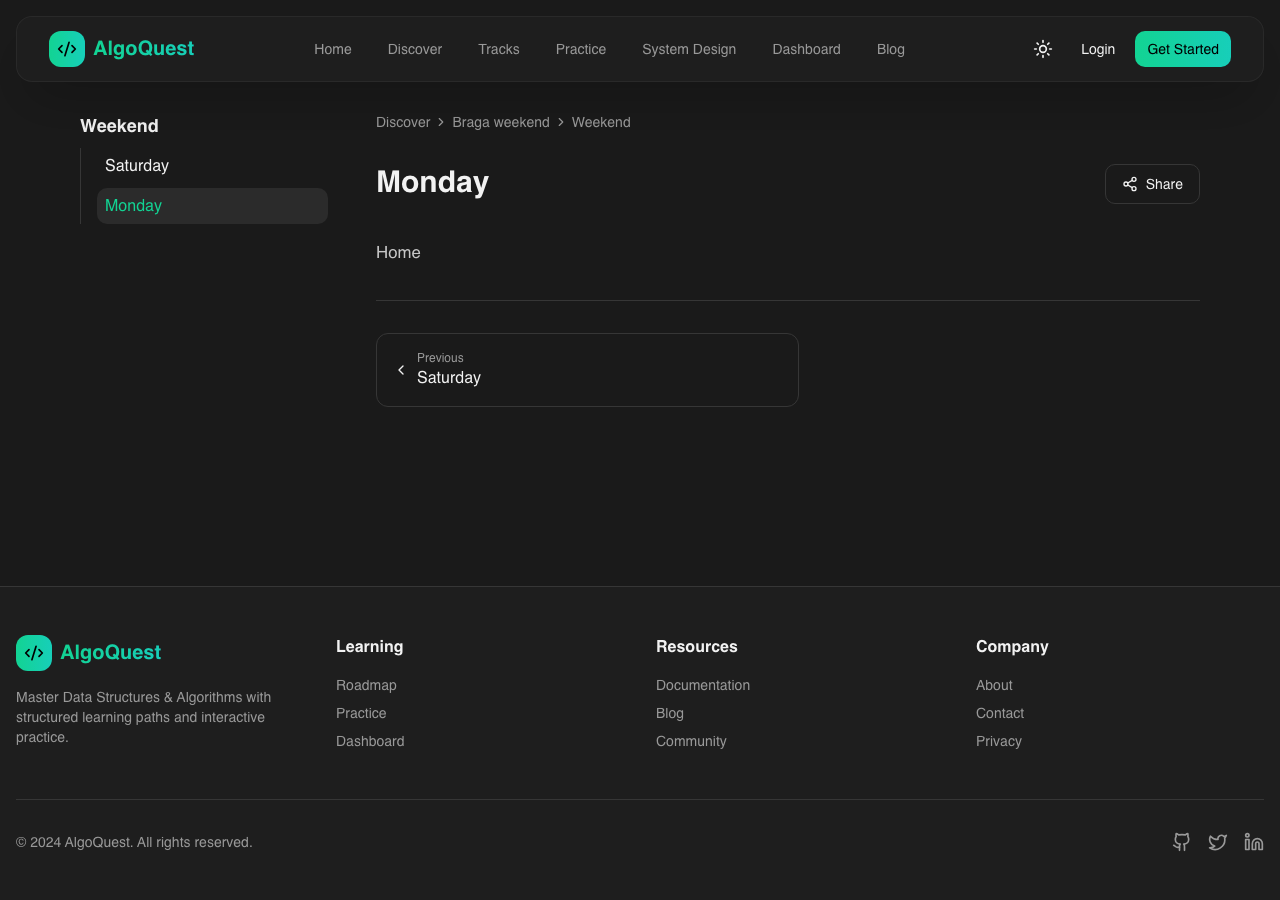 AlgoQuest
Home
Discover
Tracks
Practice
System Design
Dashboard
Blog
Login
Get Started
Weekend
Saturday
Monday
Discover
Braga weekend
Weekend
Monday
Share
Home
Previous
Saturday
AlgoQuest
Master Data Structures & Algorithms with
structured learning paths and interactive
practice.
Learning
Roadmap
Practice
Dashboard
Resources
Documentation
Blog
Community
Company
About
Contact
Privacy
© 2024 AlgoQuest. All rights reserved.